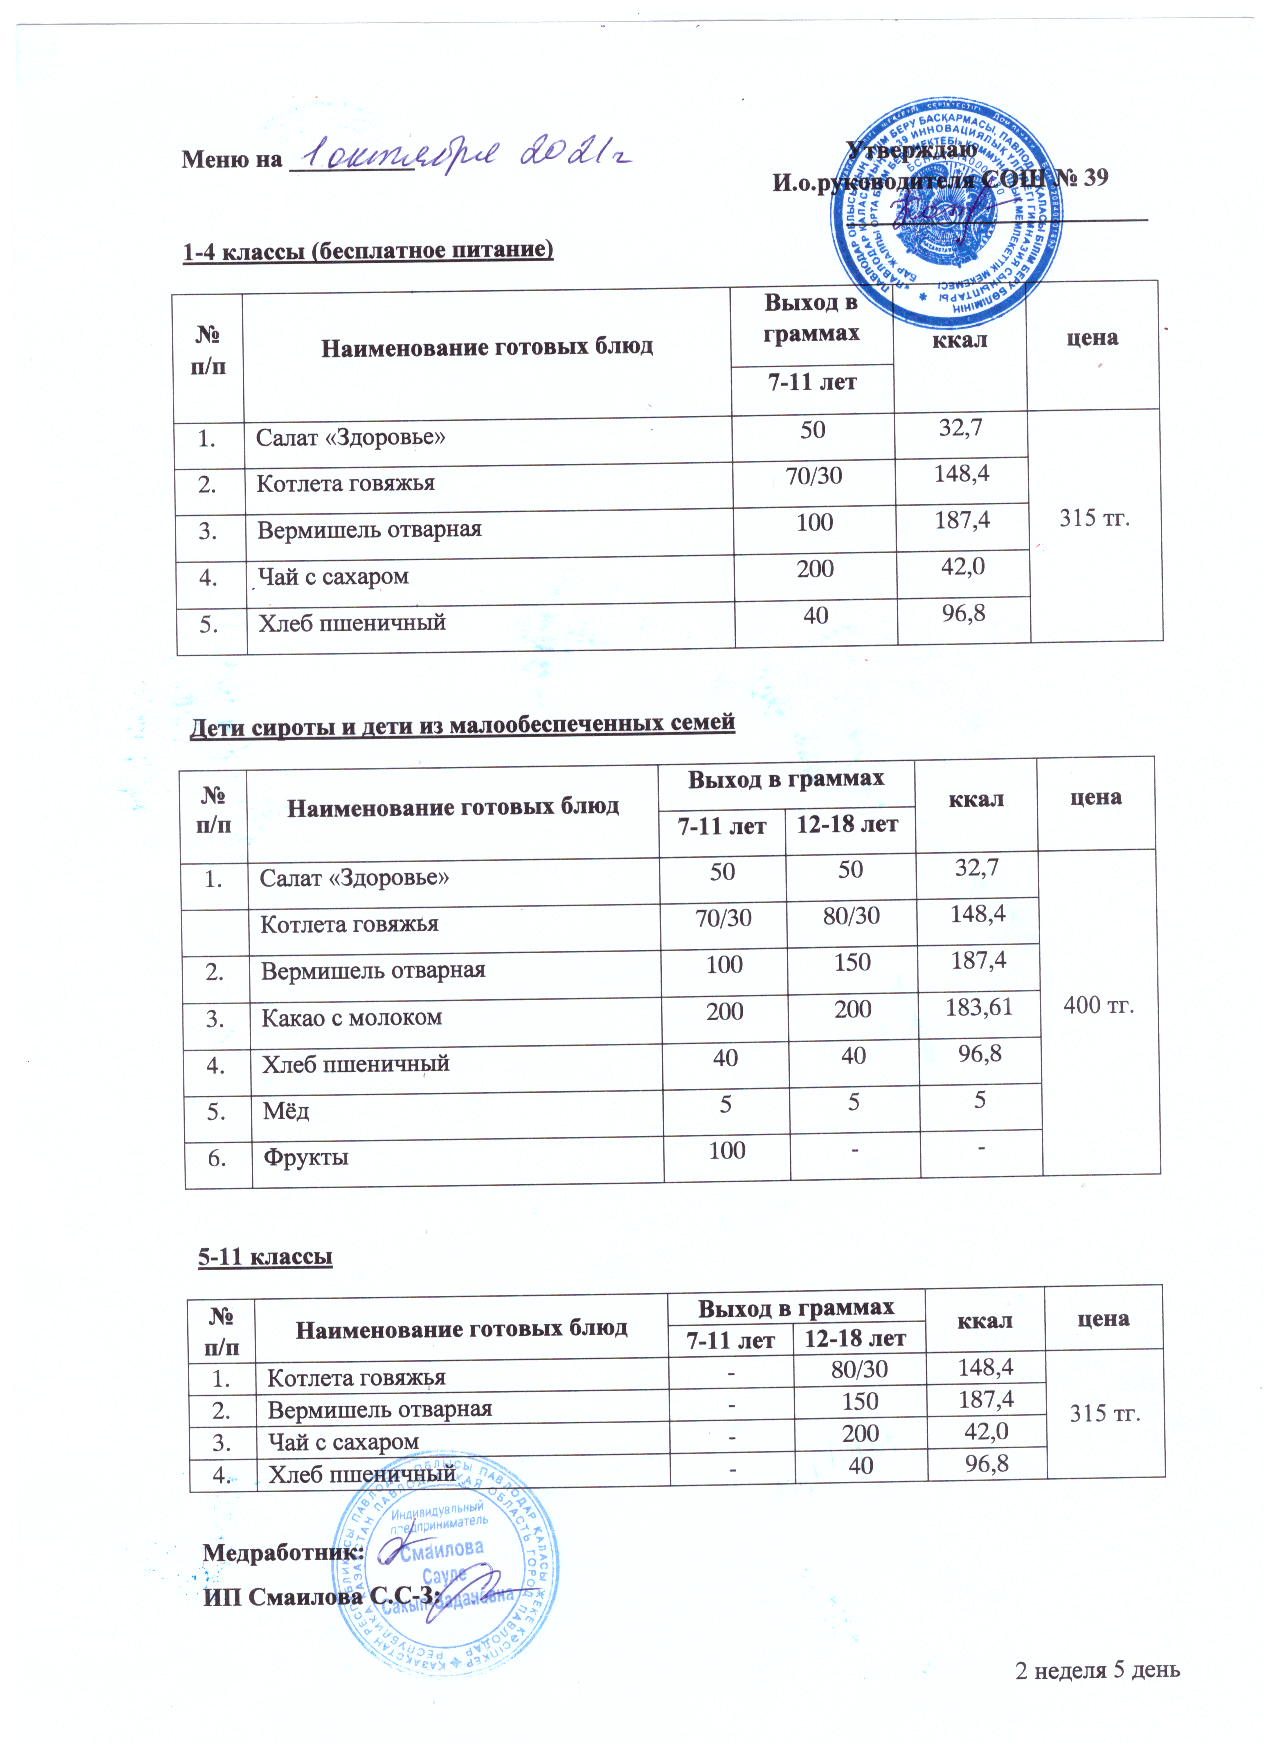 Меню на 1 октября 2021г
Утверждаю
И.о.руководителя СОШ № 39
1-4 классы (бесплатное питание)
№ п/п Наименование готовых блюд Выход в граммах ккал цена
7-11 лет
1. Салат «Здоровье» 50 32,7
2. Котлета говяжья 70/30 148,4
3. Вермишель отварная 100 187,4 315 тг.
4. Чай с сахаром 200 42,0
5. Хлеб пшеничный 40 96,8
Дети сироты и дети из малообеспеченных семей
№ п/п Наименование готовых блюд Выход в граммах ккал цена
7-11 лет 12-18 лет
1. Салат «Здоровье» 50 50 32,7
Котлета говяжья 70/30 80/30 148,4
2. Вермишель отварная 100 150 187,4
3. Какао с молоком 200 200 183,61 400 тг.
4. Хлеб пшеничный 40 40 96,8
5. Мёд 5 5 5
6. Фрукты 100 - -
5-11 классы
№ п/п Наименование готовых блюд Выход в граммах ккал цена
7-11 лет 12-18 лет
1. Котлета говяжья - 80/30 148,4
2. Вермишель отварная - 150 187,4 315 тг.
3. Чай с сахаром - 200 42,0
4. Хлеб пшеничный - 40 96,8
Индивидуальный
предприниматель
Смаилова
Сауле
Медработник:
ИП Смаилова С.С-З:
2 неделя 5 день